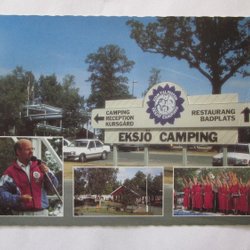 CAMPING
RECEPTION
KURSGÅRD
RESTAURANG
BADPLATS
EKSJÖ CAMPING